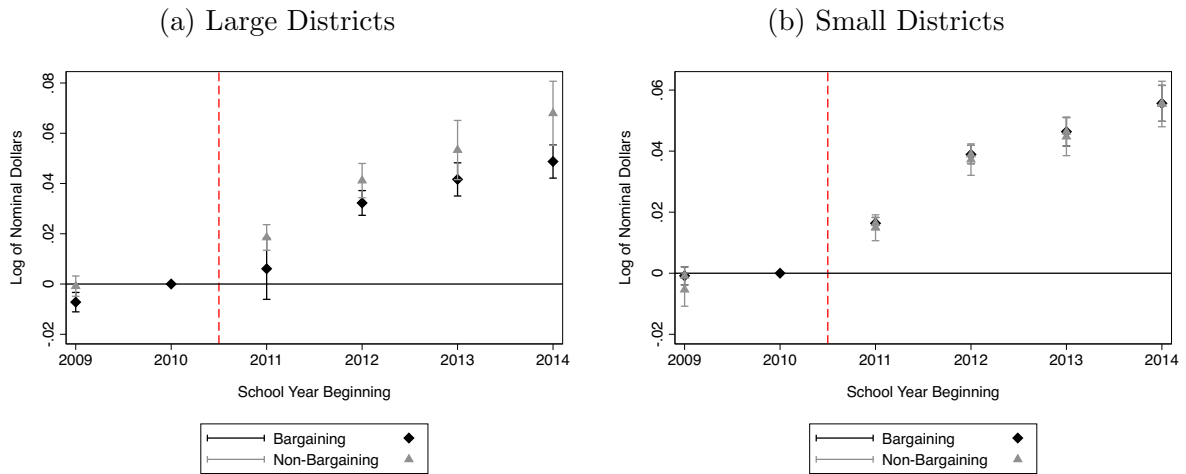 (a) Large Districts
Log of Nominal Dollars
.08
.06
.04
.02
0
-.02
2009 2010 2011 2012 2013 2014
School Year Beginning
Bargaining
Non-Bargaining
(b) Small Districts
Log of Nominal Dollars
.06
.04
.02
0
-.02
2009 2010 2011 2012 2013 2014
School Year Beginning
Bargaining
Non-Bargaining